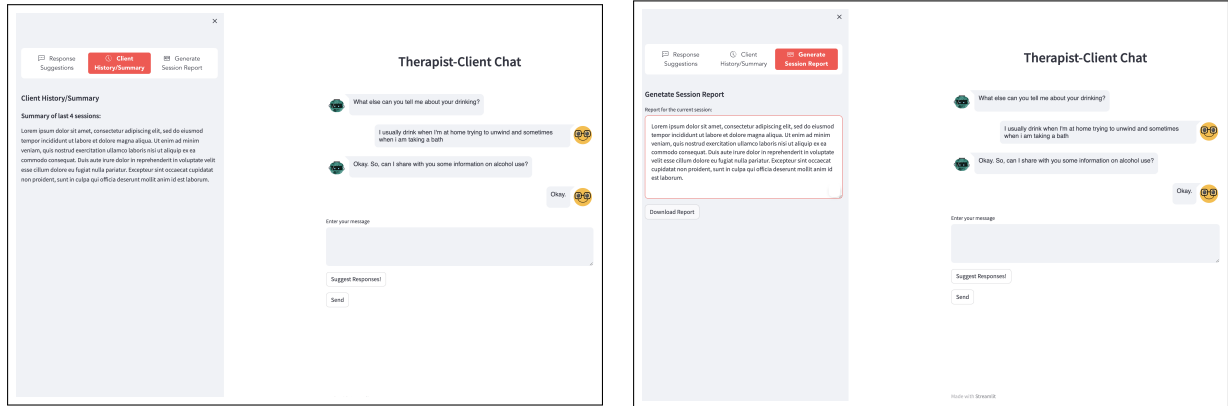 ×
Response
Suggestions
Client
History/Summary
Generate
Session Report
Client History/Summary
Summary of last 4 sessions:
Lorem ipsum dolor sit amet, consectetur adipiscing elit, sed do eiusmod
tempor incididunt ut labore et dolore magna aliqua. Ut enim ad minim
veniam, quis nostrud exercitation ullamco laboris nisi ut aliquip ex ea
commodo consequat. Duis aute irure dolor in reprehenderit in voluptate velit
esse cillum dolore eu fugiat nulla pariatur. Excepteur sint occaecat cupidatat
non proident, sunt in culpa qui officia deserunt mollit anim id est laborum.
Therapist-Client Chat
What else can you tell me about your drinking?
I usually drink when I'm at home trying to unwind and sometimes
when i am taking a bath
Okay. So, can I share with you some information on alcohol use?
Okay.
Enter your message
Suggest Responses!
Send
×
Response
Suggestions
Client
History/Summary
Generate
Session Report
Genetate Session Report
Report for the current session:
Lorem ipsum dolor sit amet, consectetur adipiscing elit, sed do eiusmod
tempor incididunt ut labore et dolore magna aliqua. Ut enim ad minim
veniam, quis nostrud exercitation ullamco laboris nisi ut aliquip ex ea
commodo consequat. Duis aute irure dolor in reprehenderit in voluptate
velit esse cillum dolore eu fugiat nulla pariatur. Excepteur sint occaecat
cupidatat non proident, sunt in culpa qui officia deserunt mollit anim id
est laborum.
Download Report
Therapist-Client Chat
What else can you tell me about your drinking?
I usually drink when I'm at home trying to unwind and sometimes
when i am taking a bath
Okay. So, can I share with you some information on alcohol use?
Okay.
Enter your message
Suggest Responses!
Send
Made with Streamlit